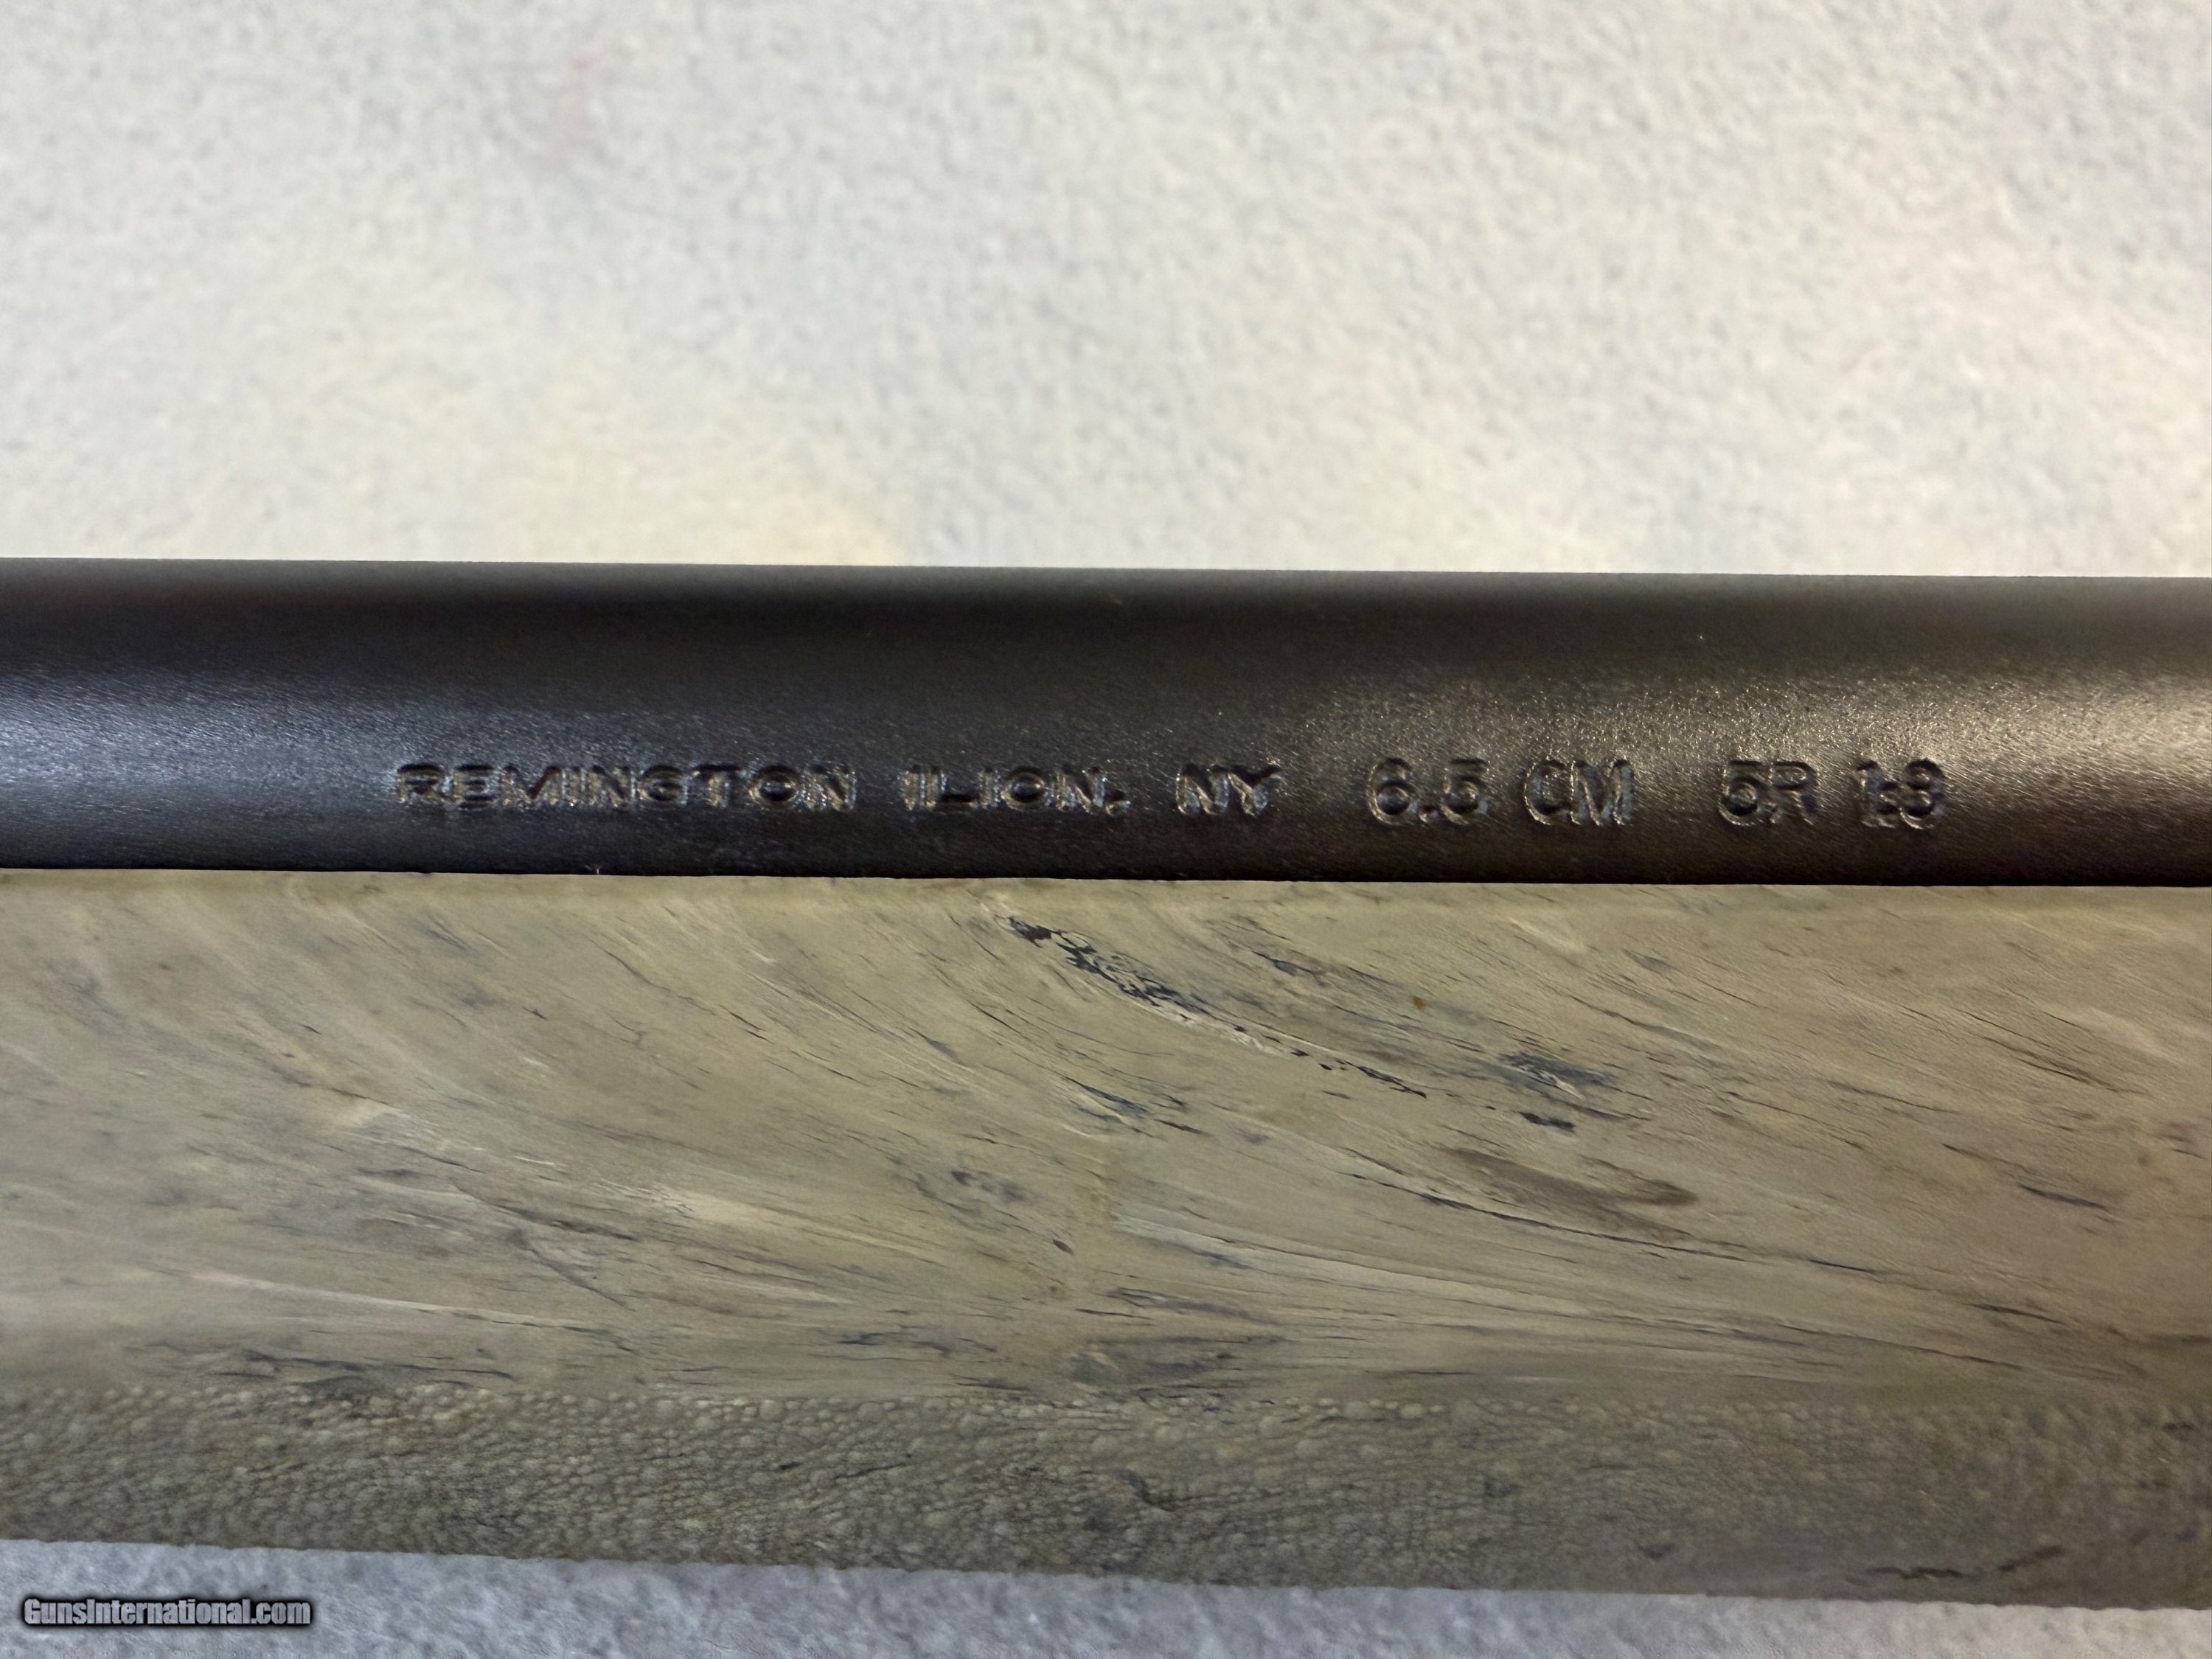 REMINGTON ILION, NY 6.5 CM 5R 1:8
GunsInternational.com